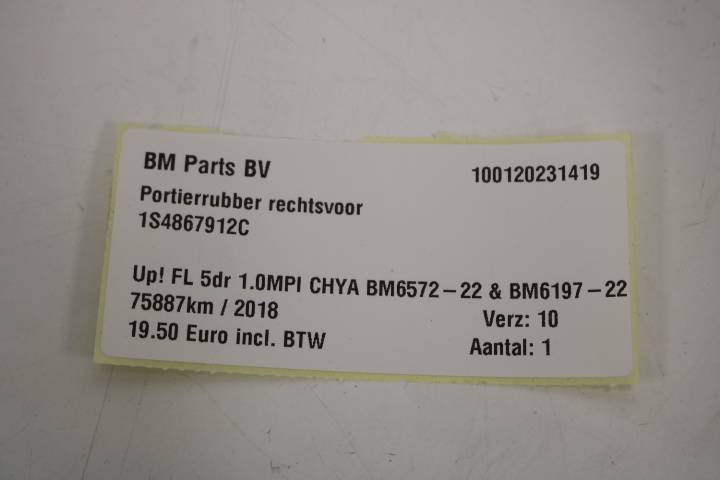 BM Parts BV 100120231419
Portierrubber rechtsvoor
1S4867912C
Up! FL 5dr 1.0MPI CHYA BM6572-22 & BM6197-22
75887km / 2018 Verz: 10
19.50 Euro incl. BTW Aantal: 1